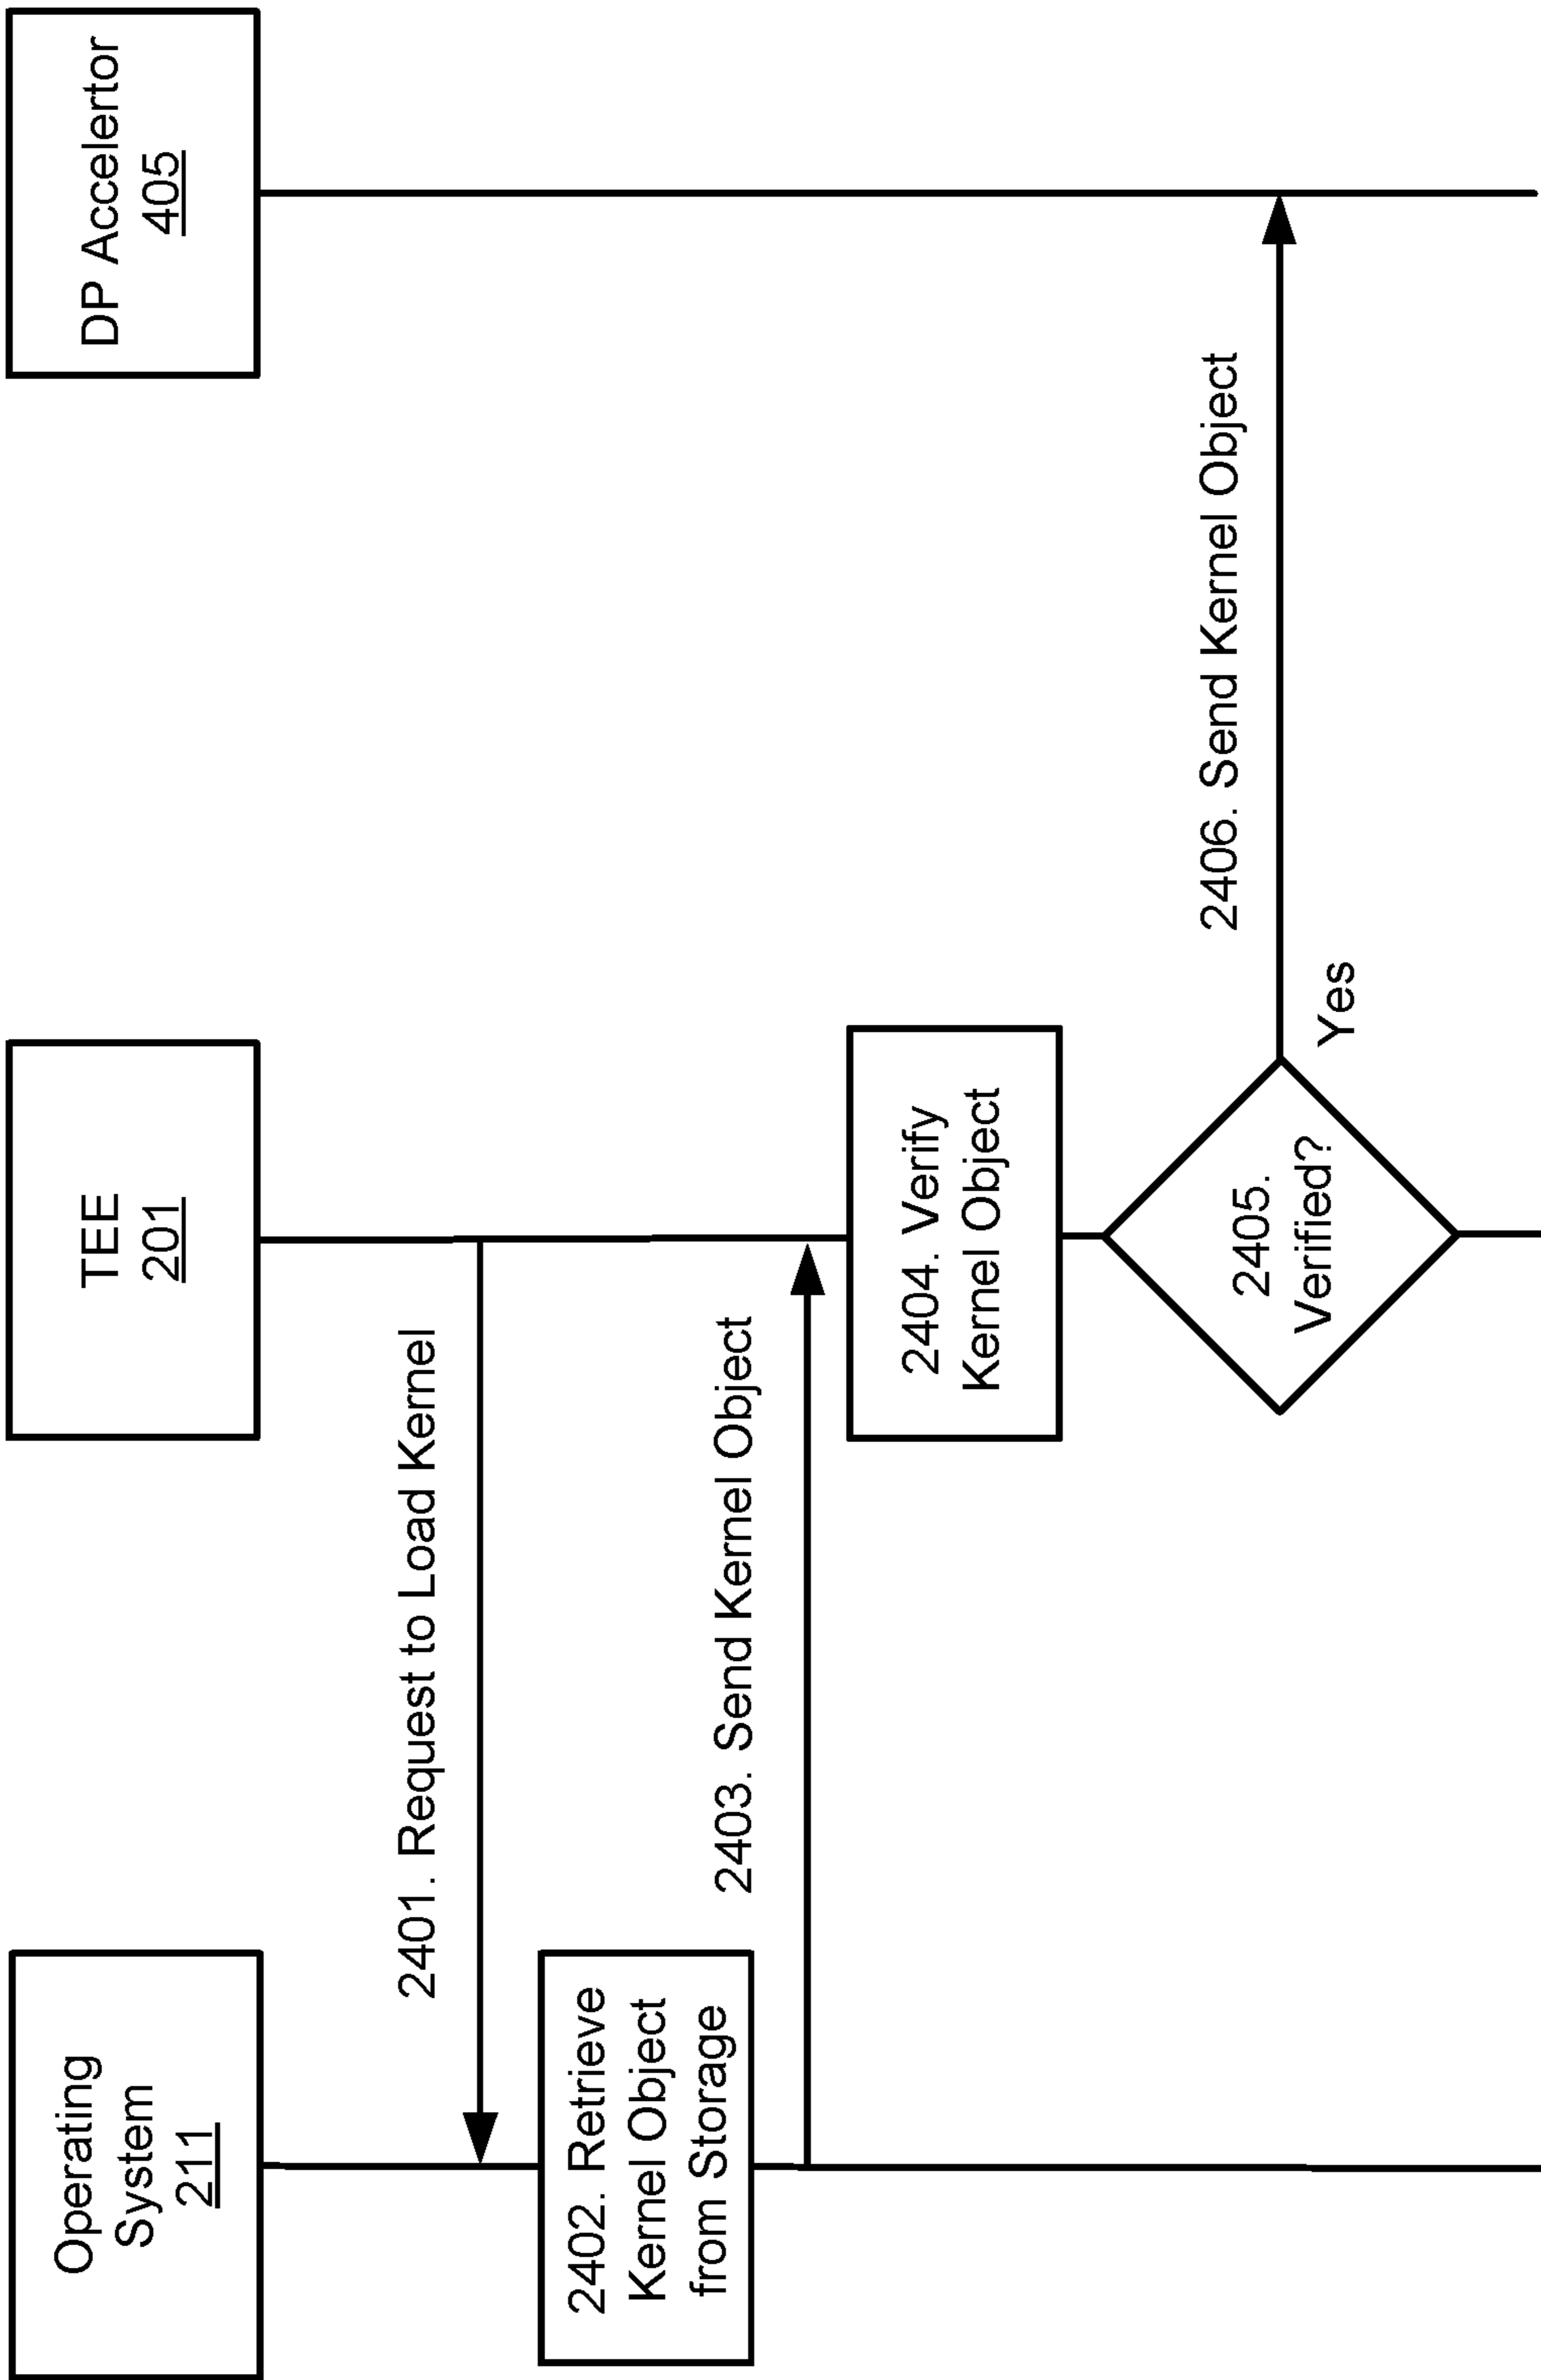 Operating
System
211
TEE
201
DP Accelertor
405
2401. Request to Load Kernel
2402. Retrieve
Kernel Object
from Storage
2403. Send Kernel Object
2404. Verify
Kernel Object
2405.
Verified?
2406. Send Kernel Object
Yes